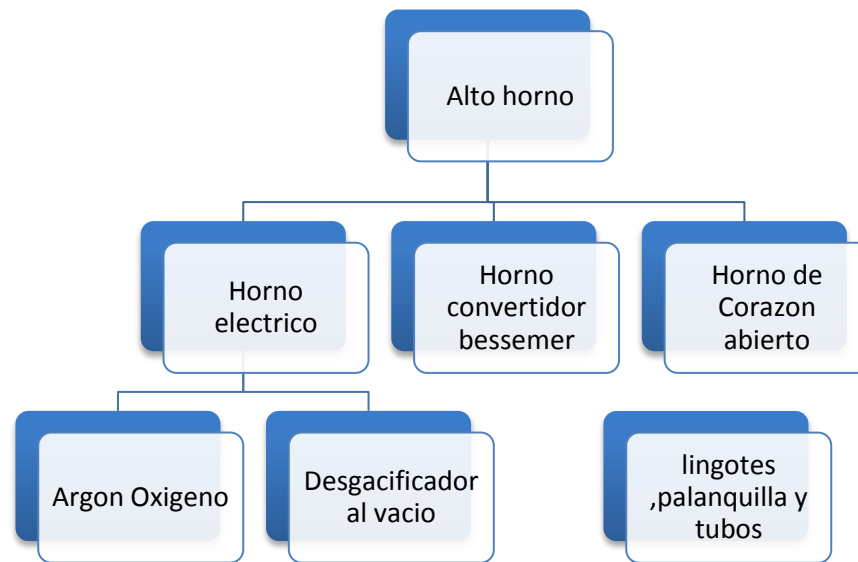 Alto horno
Horno
electrico
Horno
convertidor
bessemer
Horno de
Corazon
abierto
Argon Oxigeno
Desgacificador
al vacio
lingotes
,palanquilla y
tubos